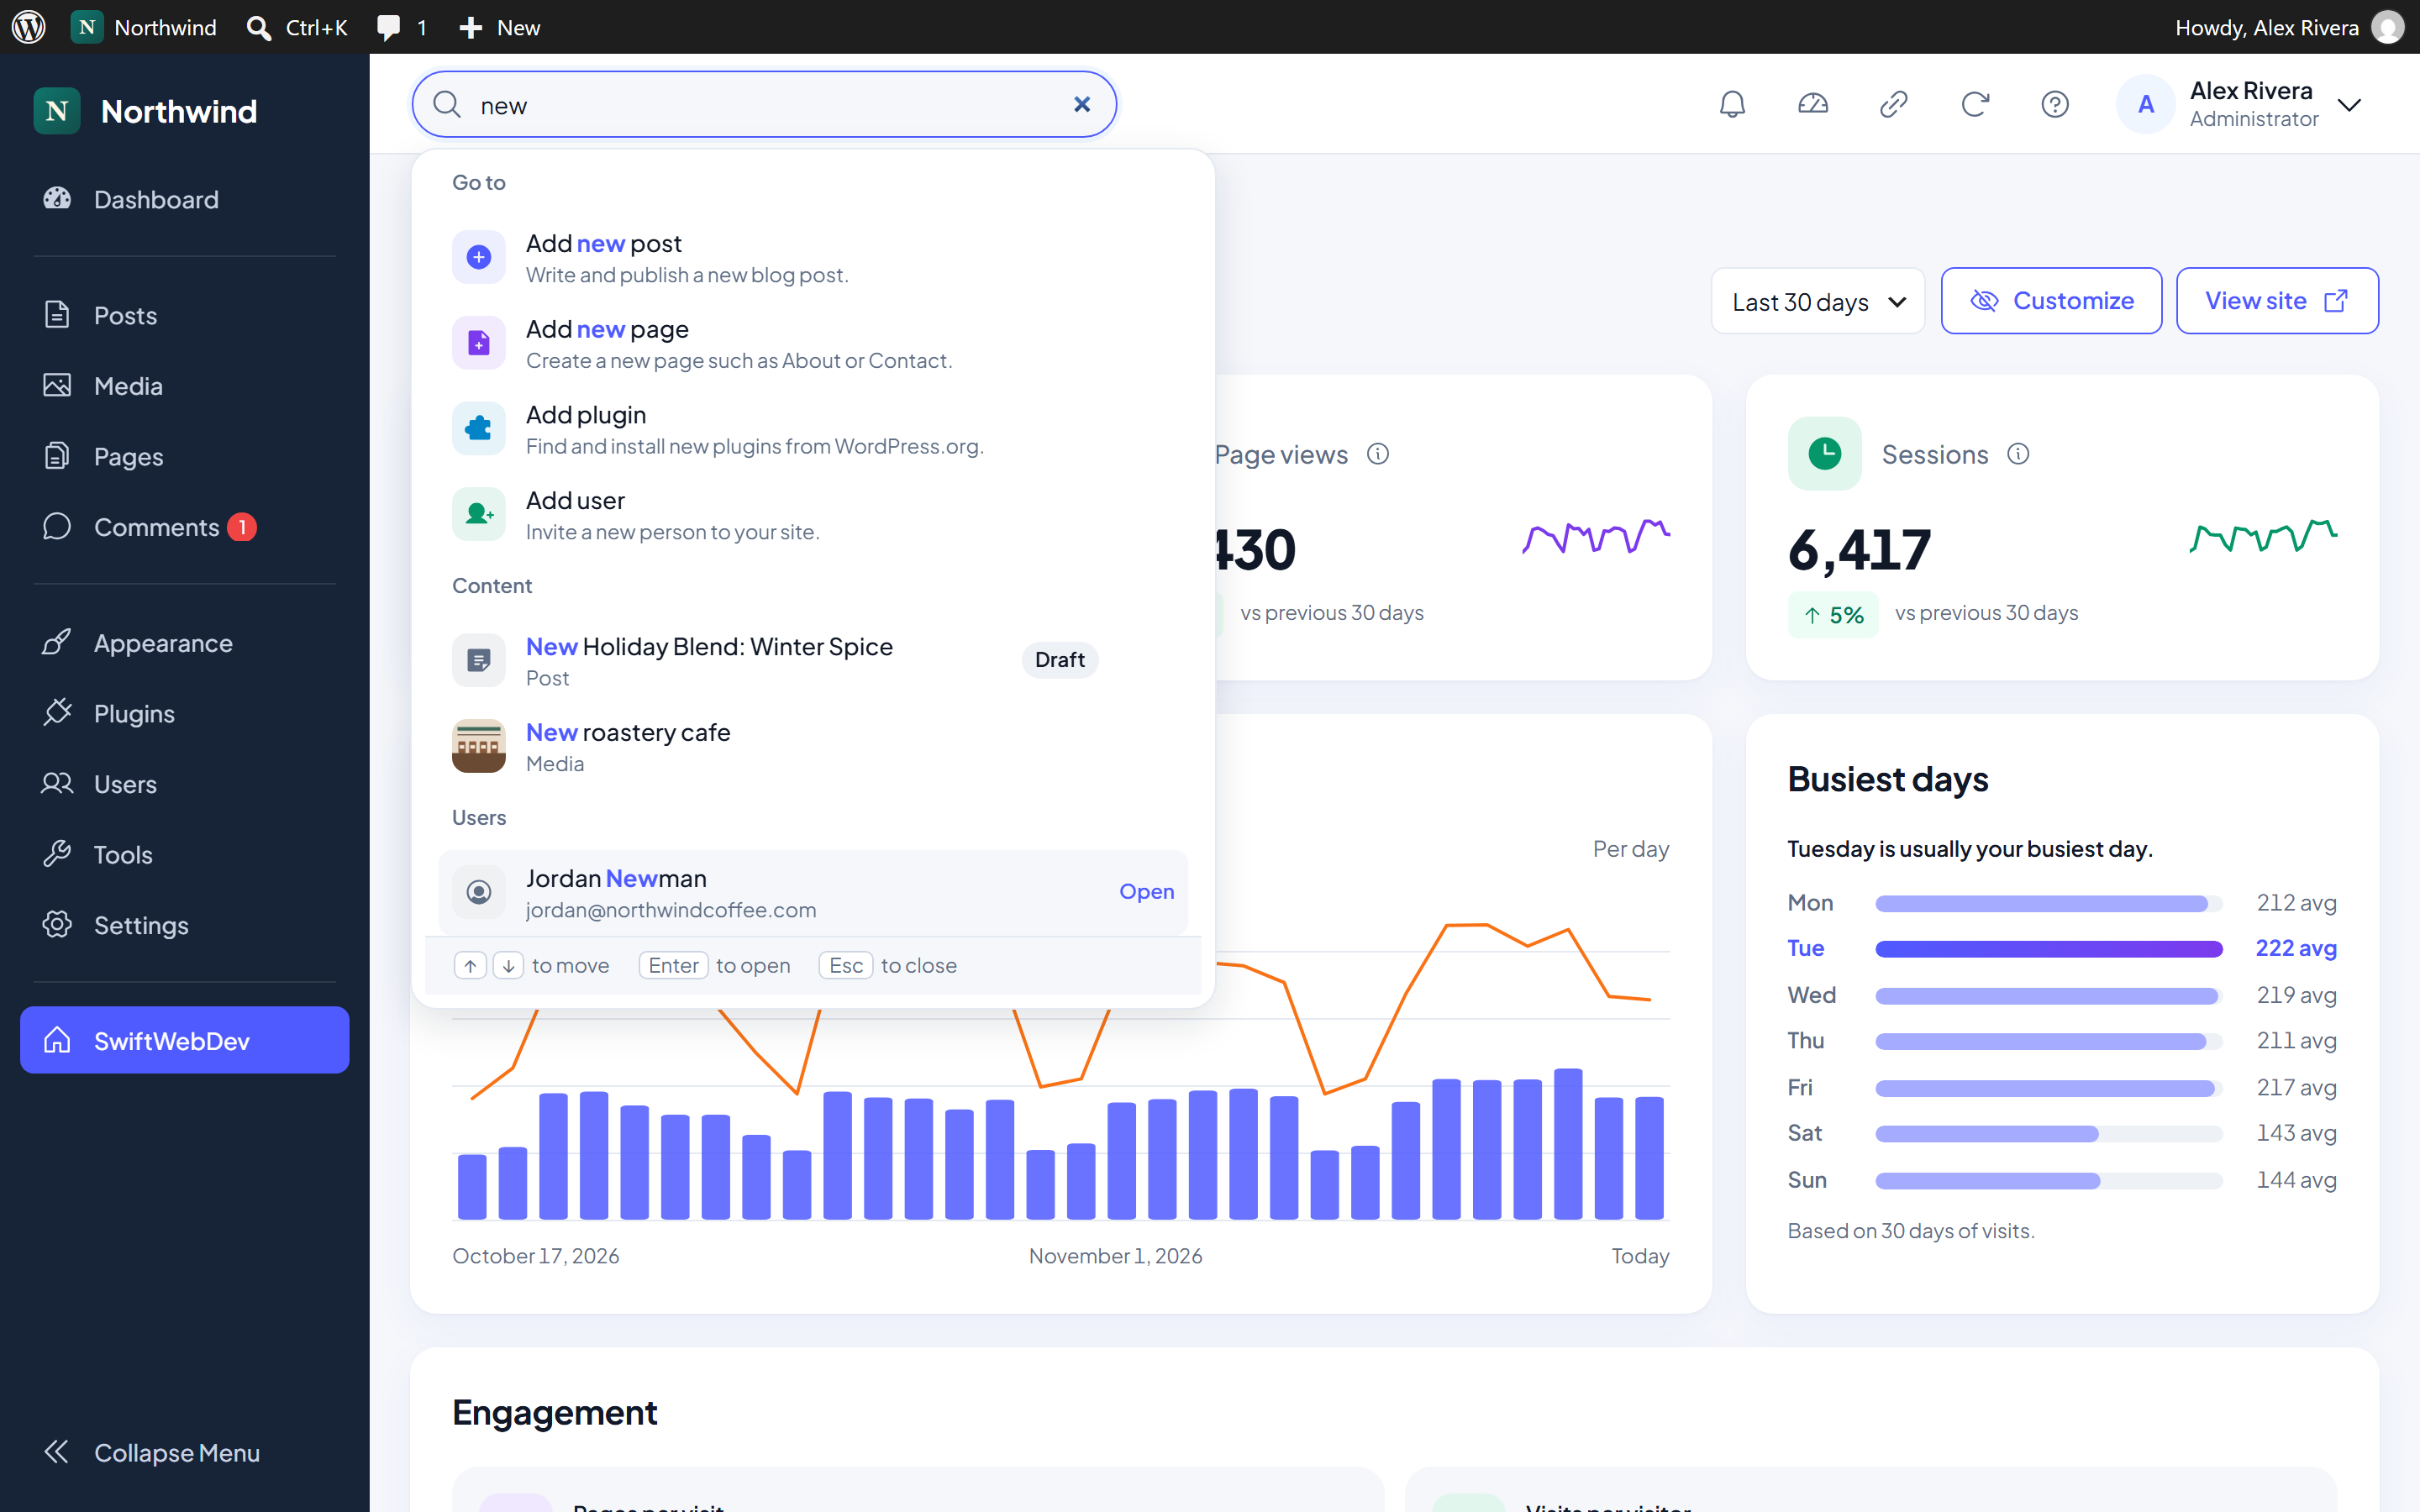 Northwind
Ctrl+K
1
New
Howdy, Alex Rivera
N
Northwind
Dashboard
Posts
Media
Pages
Comments 1
Appearance
Plugins
Users
Tools
Settings
SwiftWebDev
Collapse Menu
new
A
Alex Rivera
Administrator
Go to
Add new post
Write and publish a new blog post.
Add new page
Create a new page such as About or Contact.
Add plugin
Find and install new plugins from WordPress.org.
Add user
Invite a new person to your site.
Content
New Holiday Blend: Winter Spice
Post
Draft
New roastery cafe
Media
Users
Jordan Newman
jordan@northwindcoffee.com
Open
↑ ↓ to move Enter to open Esc to close
Last 30 days
Customize
View site
Page views
430
vs previous 30 days
Sessions
6,417
↑ 5% vs previous 30 days
Per day
October 17, 2026
November 1, 2026
Today
Busiest days
Tuesday is usually your busiest day.
Mon 212 avg
Tue 222 avg
Wed 219 avg
Thu 211 avg
Fri 217 avg
Sat 143 avg
Sun 144 avg
Based on 30 days of visits.
Engagement
Pages per visit
Visits per visitor